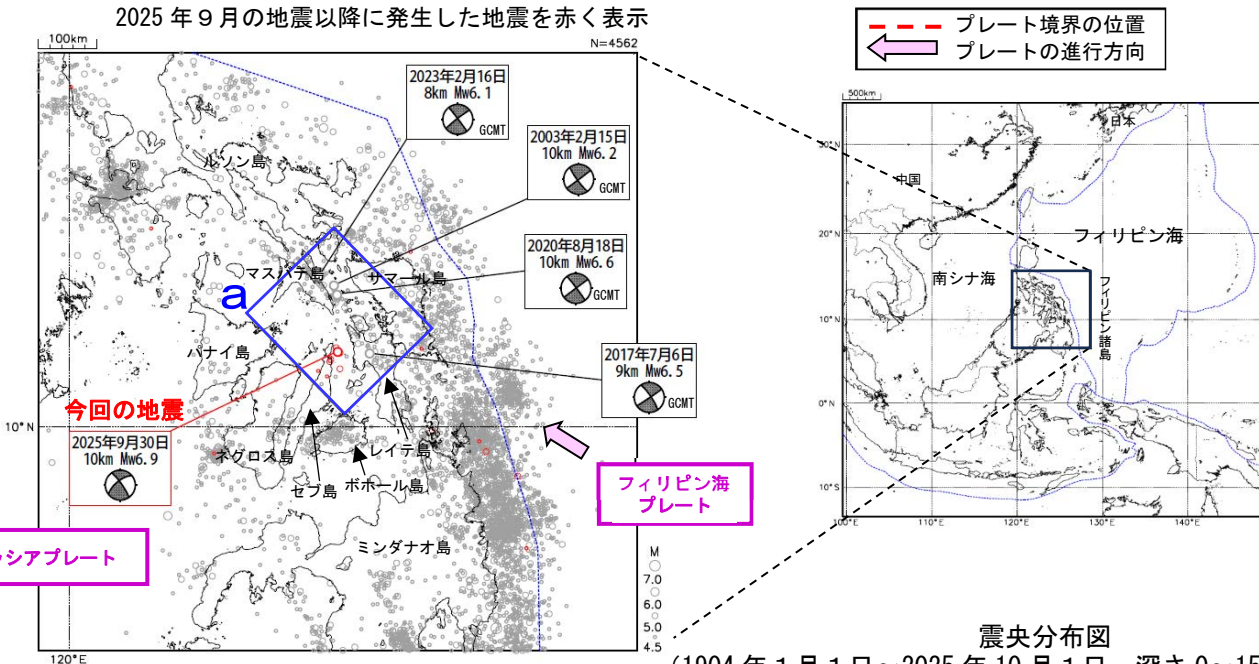 2025 年９月の地震以降に発生した地震を赤く表示
100km
N=4562
2023年2月16日
8km Mw6.1
GCMT
2003年2月15日
10km Mw6.2
GCMT
2020年8月18日
10km Mw6.6
GCMT
2017年7月6日
9km Mw6.5
GCMT
ルソン島
マスバテ島
サマール島
a
パナイ島
今回の地震
10°N
2025年9月30日
10km Mw6.9
ネグロス島
セブ島
ボホール島
レイテ島
フィリピン海
プレート
シアプレート
ミンダナオ島
M
7.0
6.0
5.0
4.5
120°E
プレート境界の位置
プレートの進行方向
500km
30°N
日本
中国
20°N
フィリピン海
南シナ海
10°N
フィリピン諸島
0°N
10°S
100°E
110°E
120°E
130°E
140°E
震央分布図